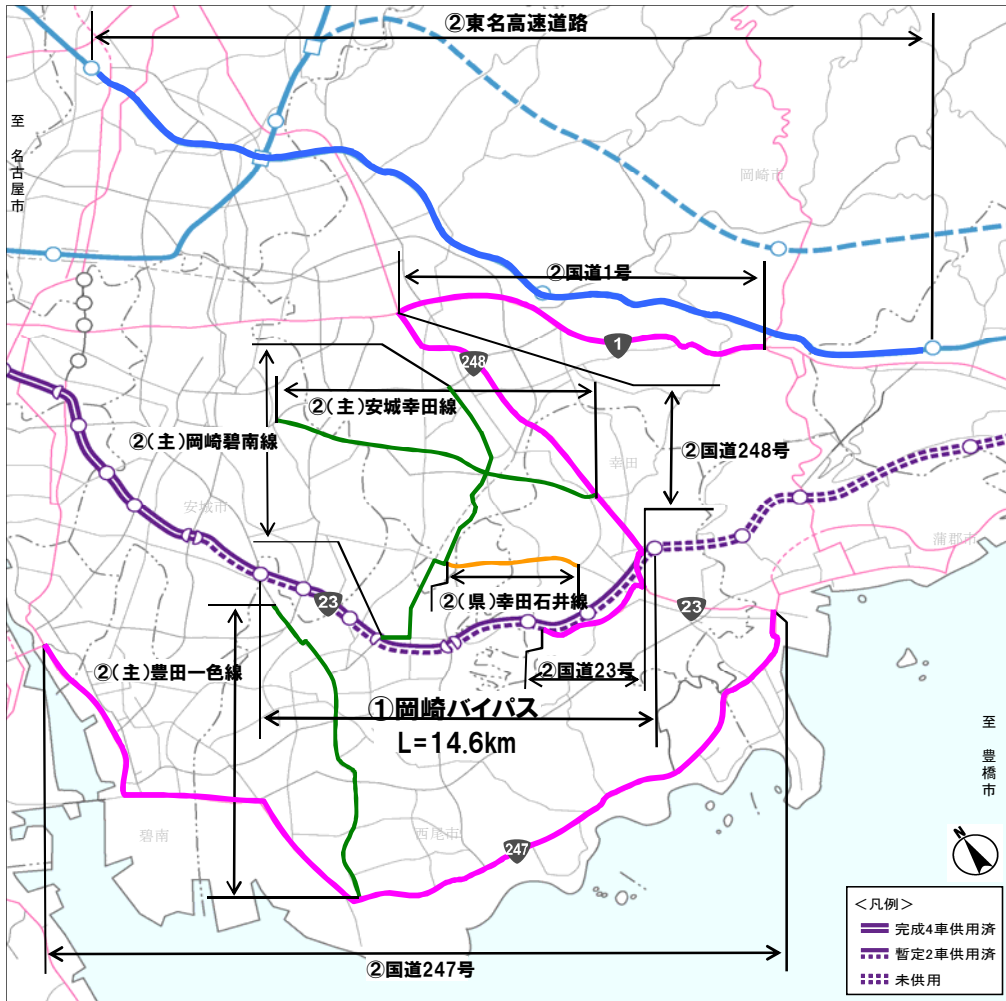 ②東名高速道路
至 名古屋市
岡崎市
②国道1号
1
248
②(主)安城幸田線
②(主)岡崎碧南線
②国道248号
幸田
安城市
蒲郡市
23
②(県)幸田石井線
23
②(主)豊田一色線
②国道23号
①岡崎バイパス
L=14.6km
至 豊橋市
碧南
西尾市
247
N
②国道247号
<凡例>
完成4車供用済
暫定2車供用済
未供用